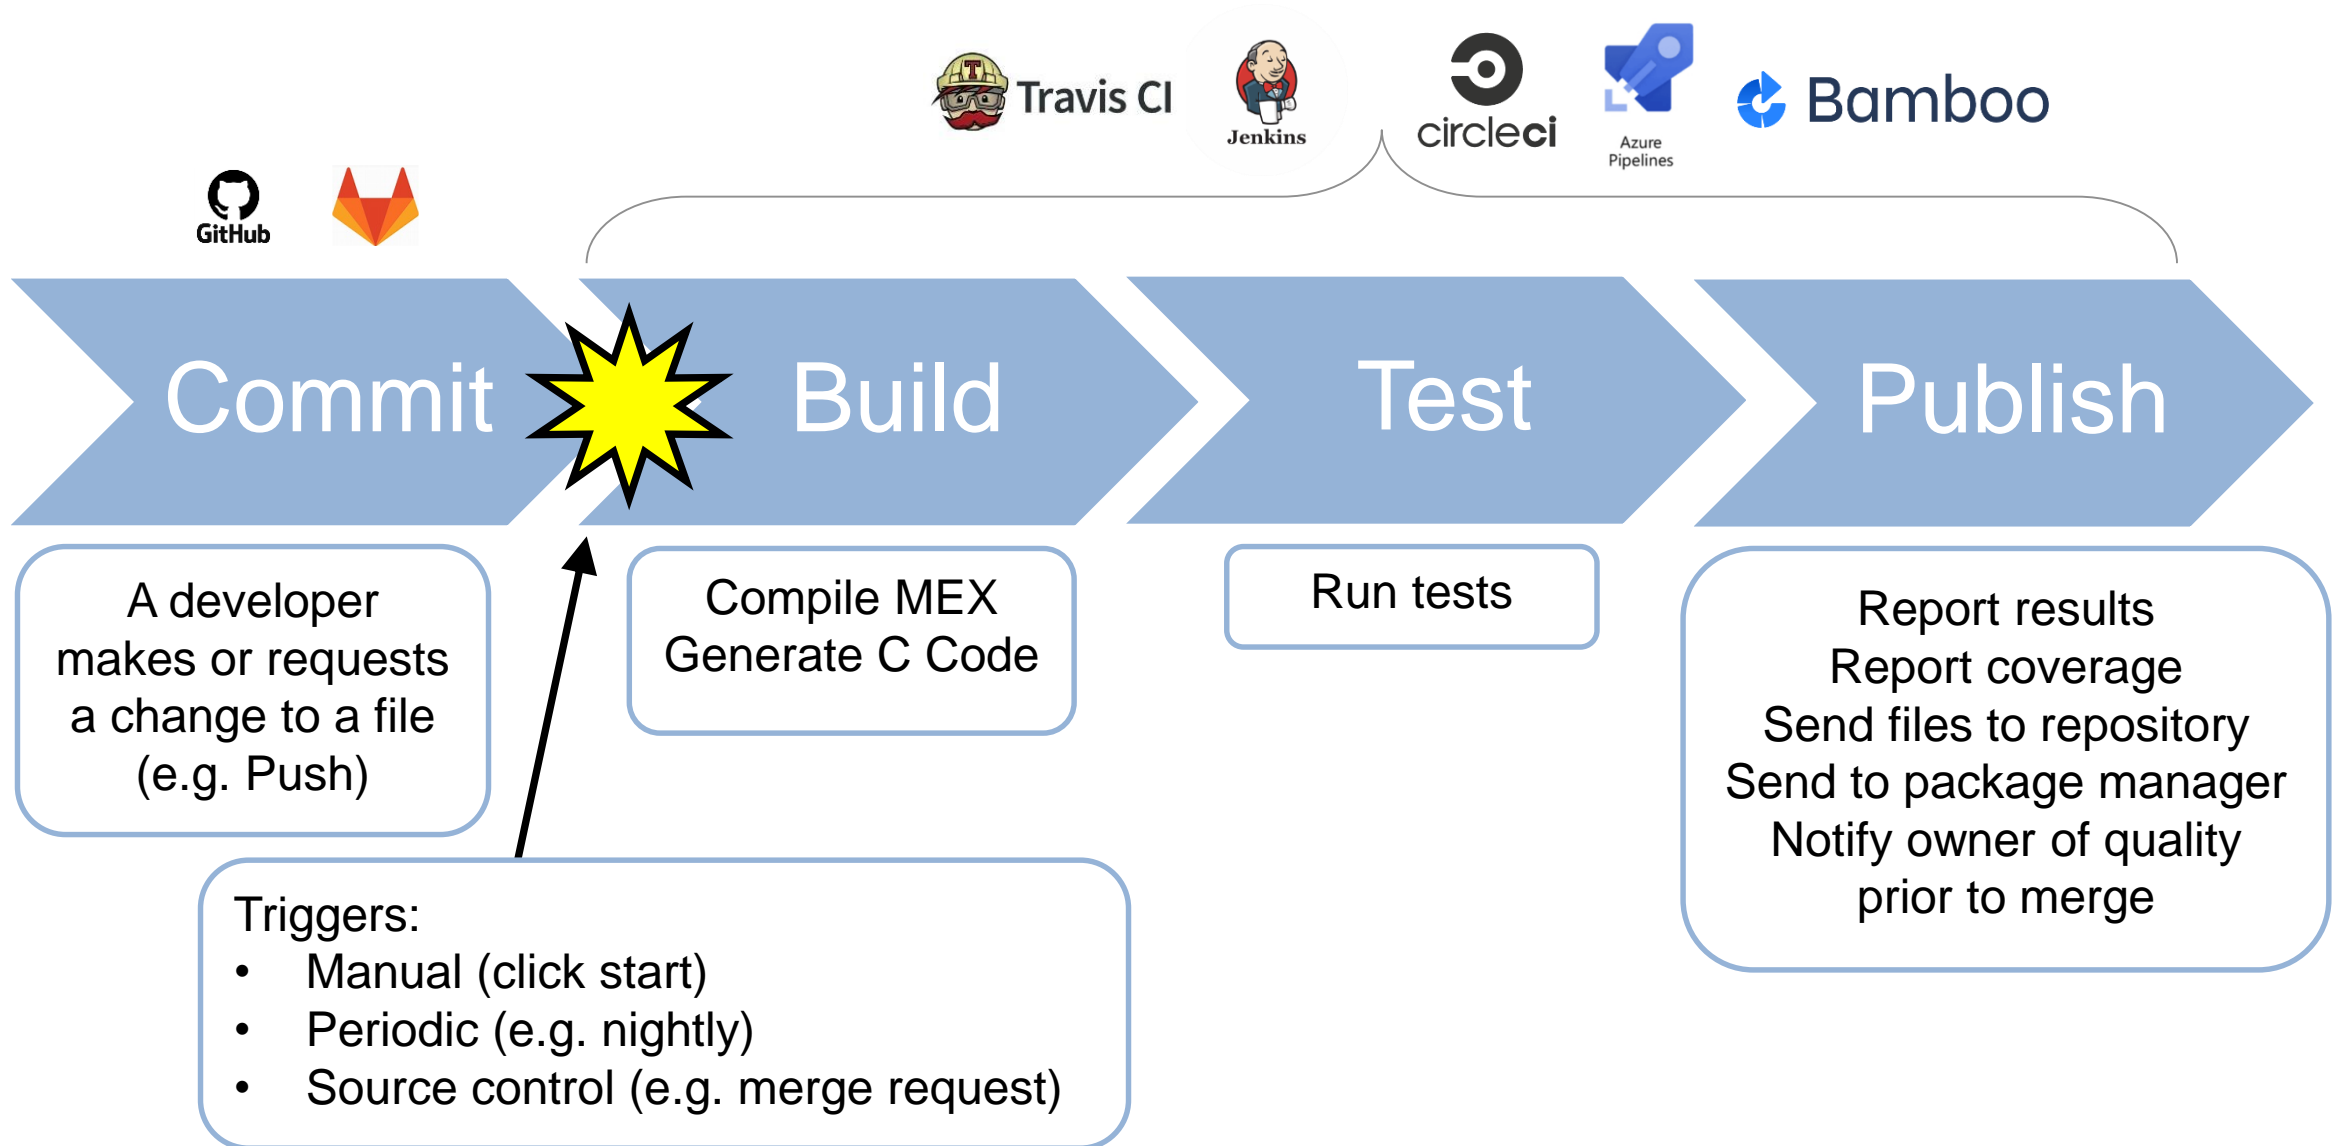 Travis CI
T
Jenkins
circleci
Azure
Pipelines
Bamboo
GitHub
Commit
Build
Test
Publish
A developer
makes or requests
a change to a file
(e.g. Push)
Compile MEX
Generate C Code
Run tests
Report results
Report coverage
Send files to repository
Send to package manager
Notify owner of quality
prior to merge
Triggers:
• Manual (click start)
• Periodic (e.g. nightly)
• Source control (e.g. merge request)